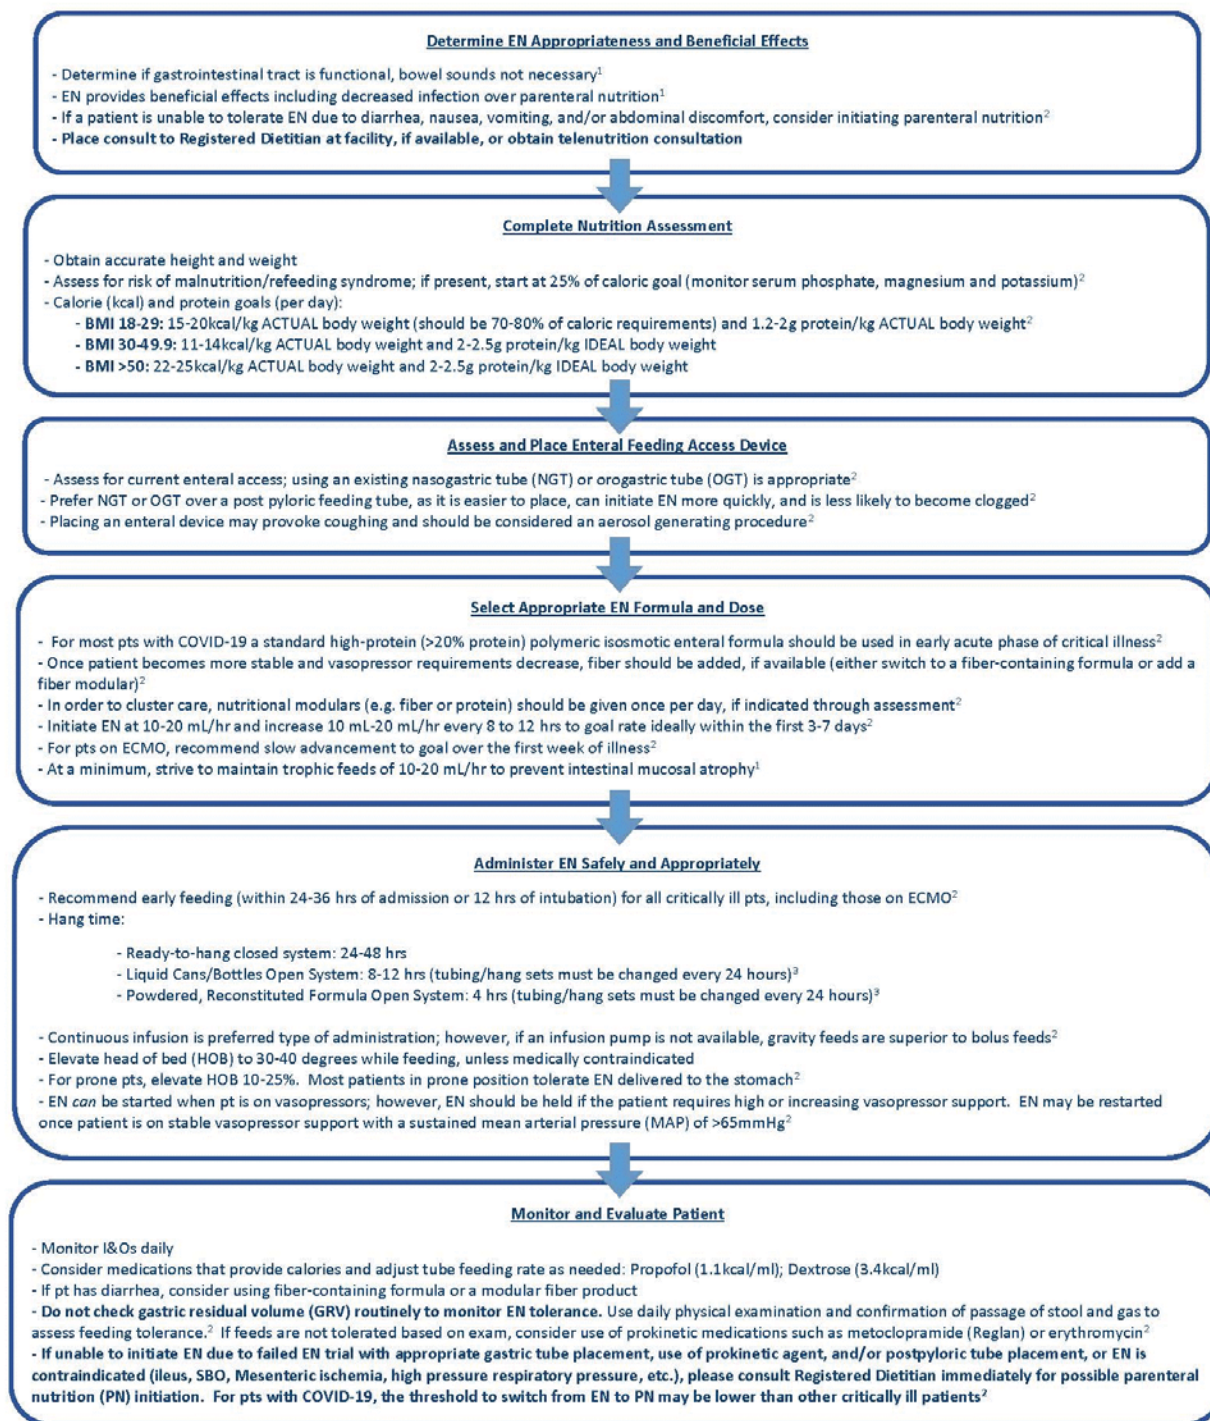 Determine EN Appropriateness and Beneficial Effects
- Determine if gastrointestinal tract is functional, bowel sounds not necessary¹
- EN provides beneficial effects including decreased infection over parenteral nutrition¹
- If a patient is unable to tolerate EN due to diarrhea, nausea, vomiting, and/or abdominal discomfort, consider initiating parenteral nutrition²
- Place consult to Registered Dietitian at facility, if available, or obtain telenutrition consultation
Complete Nutrition Assessment
- Obtain accurate height and weight
- Assess for risk of malnutrition/refeeding syndrome; if present, start at 25% of caloric goal (monitor serum phosphate, magnesium and potassium)²
- Calorie (kcal) and protein goals (per day):
- BMI 18-29: 15-20kcal/kg ACTUAL body weight (should be 70-80% of caloric requirements) and 1.2-2g protein/kg ACTUAL body weight²
- BMI 30-49.9: 11-14kcal/kg ACTUAL body weight and 2-2.5g protein/kg IDEAL body weight
- BMI >50: 22-25kcal/kg ACTUAL body weight and 2-2.5g protein/kg IDEAL body weight
Assess and Place Enteral Feeding Access Device
- Assess for current enteral access; using an existing nasogastric tube (NGT) or orogastric tube (OGT) is appropriate²
- Prefer NGT or OGT over a post pyloric feeding tube, as it is easier to place, can initiate EN more quickly, and is less likely to become clogged²
- Placing an enteral device may provoke coughing and should be considered an aerosol generating procedure²
Select Appropriate EN Formula and Dose
- For most pts with COVID-19 a standard high-protein (>20% protein) polymeric isosmotic enteral formula should be used in early acute phase of critical illness²
- Once patient becomes more stable and vasopressor requirements decrease, fiber should be added, if available (either switch to a fiber-containing formula or add a
fiber modular)²
- In order to cluster care, nutritional modulars (e.g. fiber or protein) should be given once per day, if indicated through assessment²
- Initiate EN at 10-20 mL/hr and increase 10 mL-20 mL/hr every 8 to 12 hrs to goal rate ideally within the first 3-7 days²
- For pts on ECMO, recommend slow advancement to goal over the first week of illness²
- At a minimum, strive to maintain trophic feeds of 10-20 mL/hr to prevent intestinal mucosal atrophy¹
Administer EN Safely and Appropriately
- Recommend early feeding (within 24-36 hrs of admission or 12 hrs of intubation) for all critically ill pts, including those on ECMO²
- Hang time:
- Ready-to-hang closed system: 24-48 hrs
- Liquid Cans/Bottles Open System: 8-12 hrs (tubing/hang sets must be changed every 24 hours)³
- Powdered, Reconstituted Formula Open System: 4 hrs (tubing/hang sets must be changed every 24 hours)³
- Continuous infusion is preferred type of administration; however, if an infusion pump is not available, gravity feeds are superior to bolus feeds²
- Elevate head of bed (HOB) to 30-40 degrees while feeding, unless medically contraindicated
- For prone pts, elevate HOB 10-25%. Most patients in prone position tolerate EN delivered to the stomach²
- EN can be started when pt is on vasopressors; however, EN should be held if the patient requires high or increasing vasopressor support. EN may be restarted
once patient is on stable vasopressor support with a sustained mean arterial pressure (MAP) of >65mmHg²
Monitor and Evaluate Patient
- Monitor I&Os daily
- Consider medications that provide calories and adjust tube feeding rate as needed: Propofol (1.1kcal/ml); Dextrose (3.4kcal/ml)
- If pt has diarrhea, consider using fiber-containing formula or a modular fiber product
- Do not check gastric residual volume (GRV) routinely to monitor EN tolerance. Use daily physical examination and confirmation of passage of stool and gas to
assess feeding tolerance.² If feeds are not tolerated based on exam, consider use of prokinetic medications such as metoclopramide (Reglan) or erythromycin²
- If unable to initiate EN due to failed EN trial with appropriate gastric tube placement, use of prokinetic agent, and/or postpyloric tube placement, or EN is
contraindicated (ileus, SBO, Mesenteric ischemia, high pressure respiratory pressure, etc.), please consult Registered Dietitian immediately for possible parenteral
nutrition (PN) initiation. For pts with COVID-19, the threshold to switch from EN to PN may be lower than other critically ill patients²